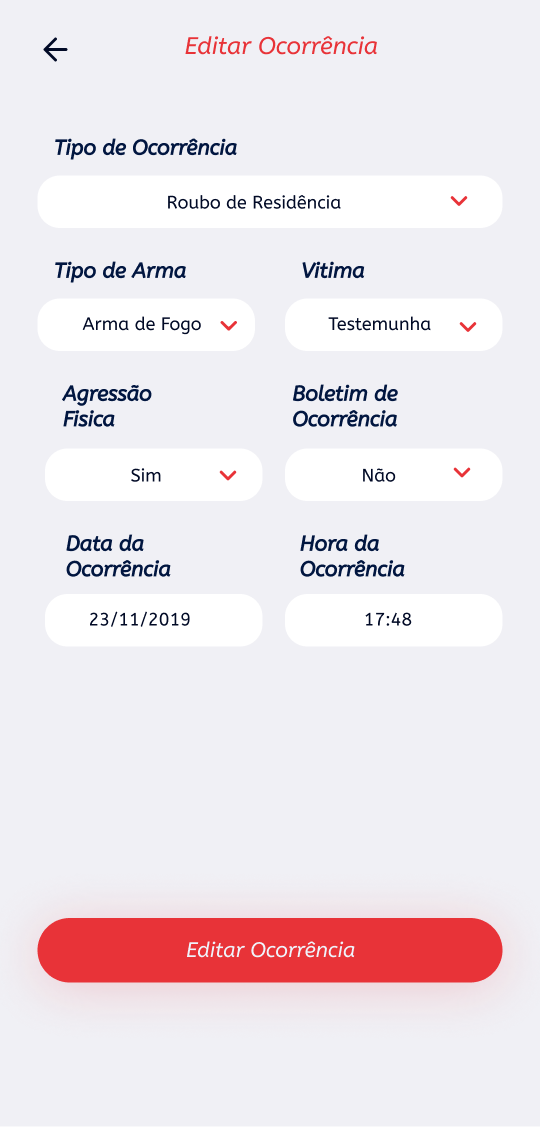 Editar Ocorrência
Tipo de Ocorrência
Roubo de Residência
Tipo de Arma
Vitima
Arma de Fogo
Testemunha
Agressão
Fisica
Boletim de
Ocorrência
Sim
Não
Data da
Ocorrência
Hora da
Ocorrência
23/11/2019
17:48
Editar Ocorrência